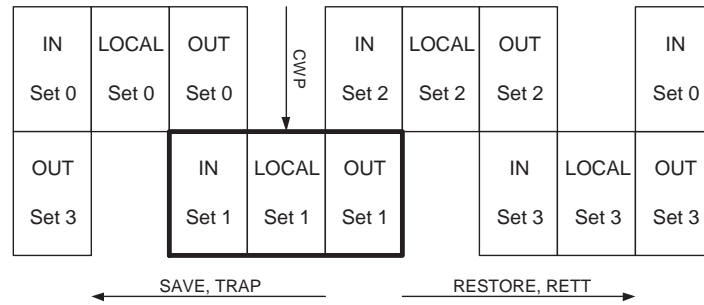 IN LOCAL OUT IN LOCAL OUT IN
Set 0 Set 0 Set 0 Set 2 Set 2 Set 2 Set 0
CWP
OUT IN LOCAL OUT IN LOCAL OUT
Set 3 Set 1 Set 1 Set 1 Set 3 Set 3 Set 3
SAVE, TRAP RESTORE, RETT